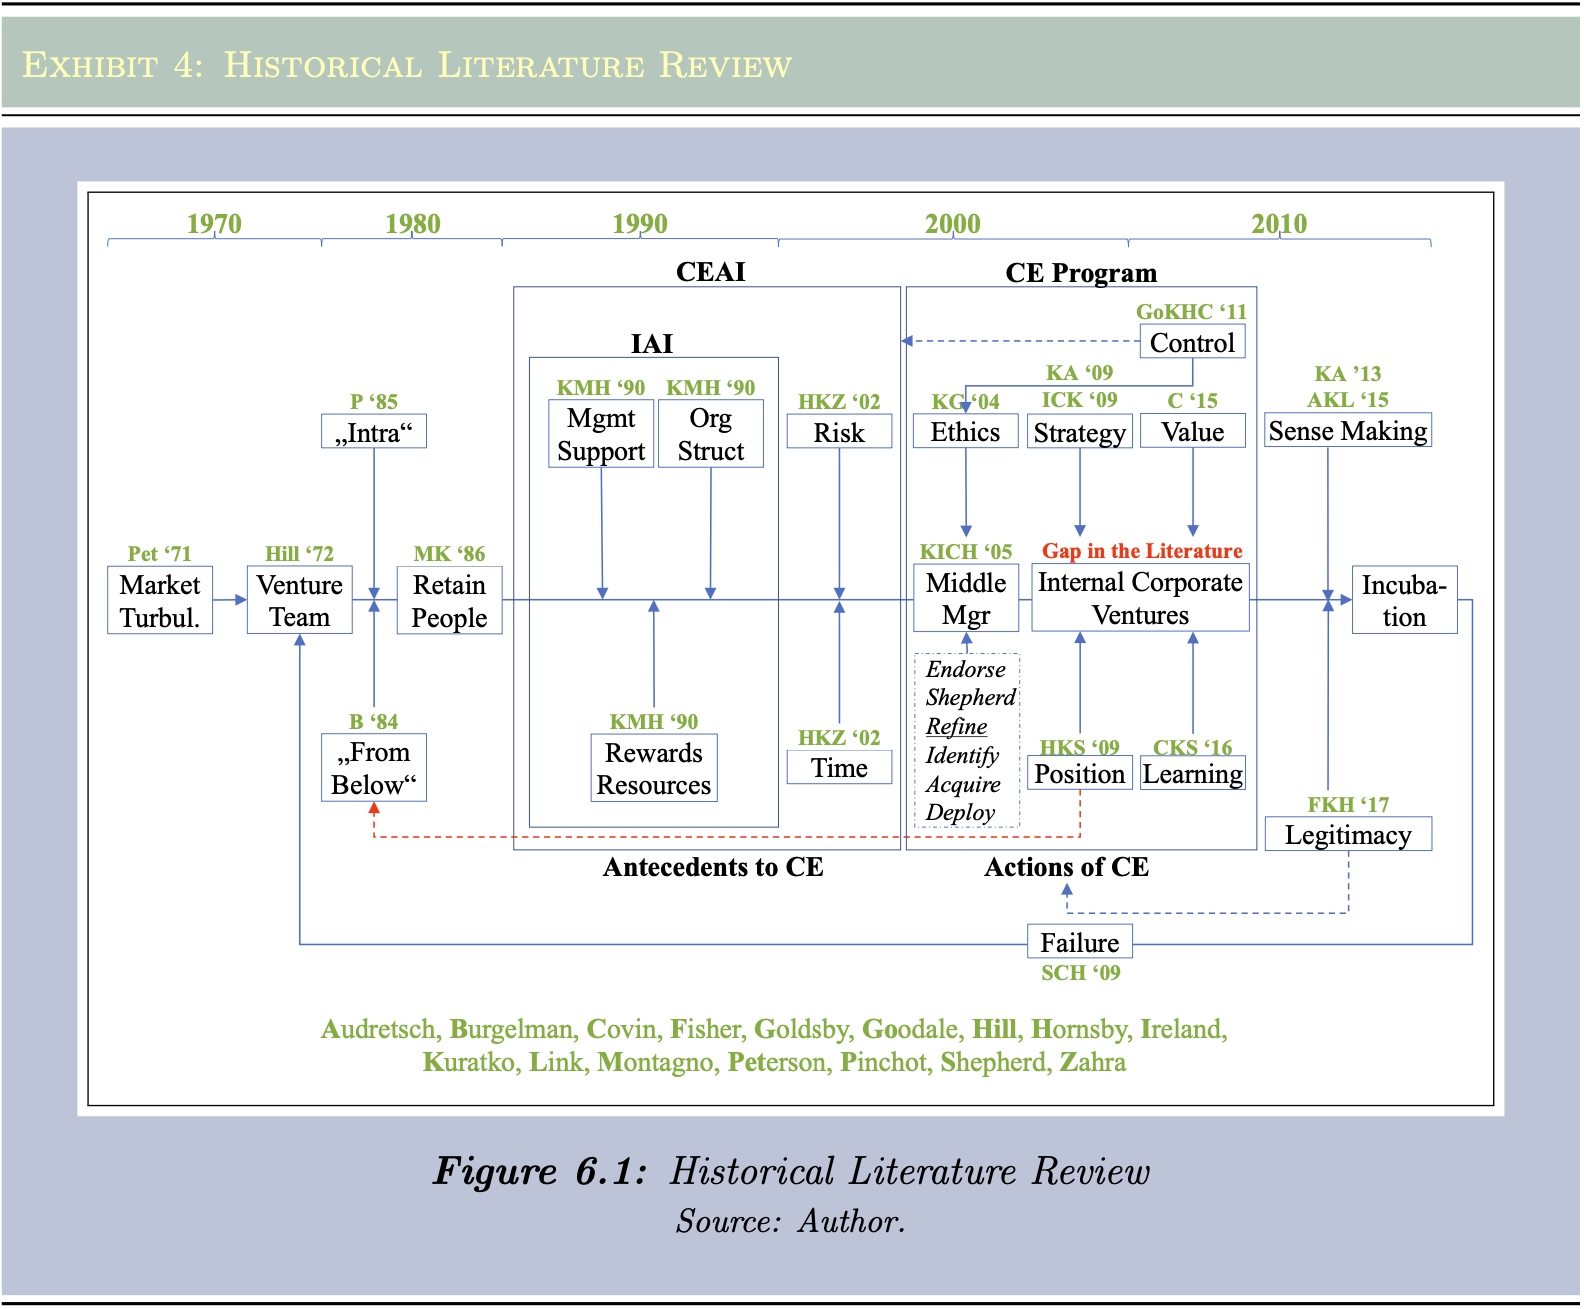 EXHIBIT 4: HISTORICAL LITERATURE REVIEW
1970 1980 1990 2000 2010
CEAI CE Program
GoKHC ‘11
IAI Control
KA ‘09 KA ’13
KMH ‘90 KMH ‘90
P ‘85 HKZ ‘02 KG ‘04 ICK ‘09 C ‘15 AKL ‘15
Mgmt Support
Org Struct
„Intra“ Risk Ethics Strategy Value Sense Making
Pet ‘71 Hill ‘72 MK ‘86 KICH ‘05 Gap in the Literature
Market Venture Retain Middle Internal Corporate Incuba-
Turbul. Team People Mgr Ventures tion
Endorse
Shepherd
Refine
Identify
Acquire
Deploy
B ‘84 KMH ‘90 HKZ ‘02 HKS ‘09 CKS ‘16
„From Rewards
Below“ Resources
Time Position Learning
FKH ‘17
Legitimacy
Antecedents to CE Actions of CE
Failure
SCH ‘09
Audretsch, Burgelman, Covin, Fisher, Goldsby, Goodale, Hill, Hornsby, Ireland,
Kuratko, Link, Montagno, Peterson, Pinchot, Shepherd, Zahra
Figure 6.1: Historical Literature Review
Source: Author.